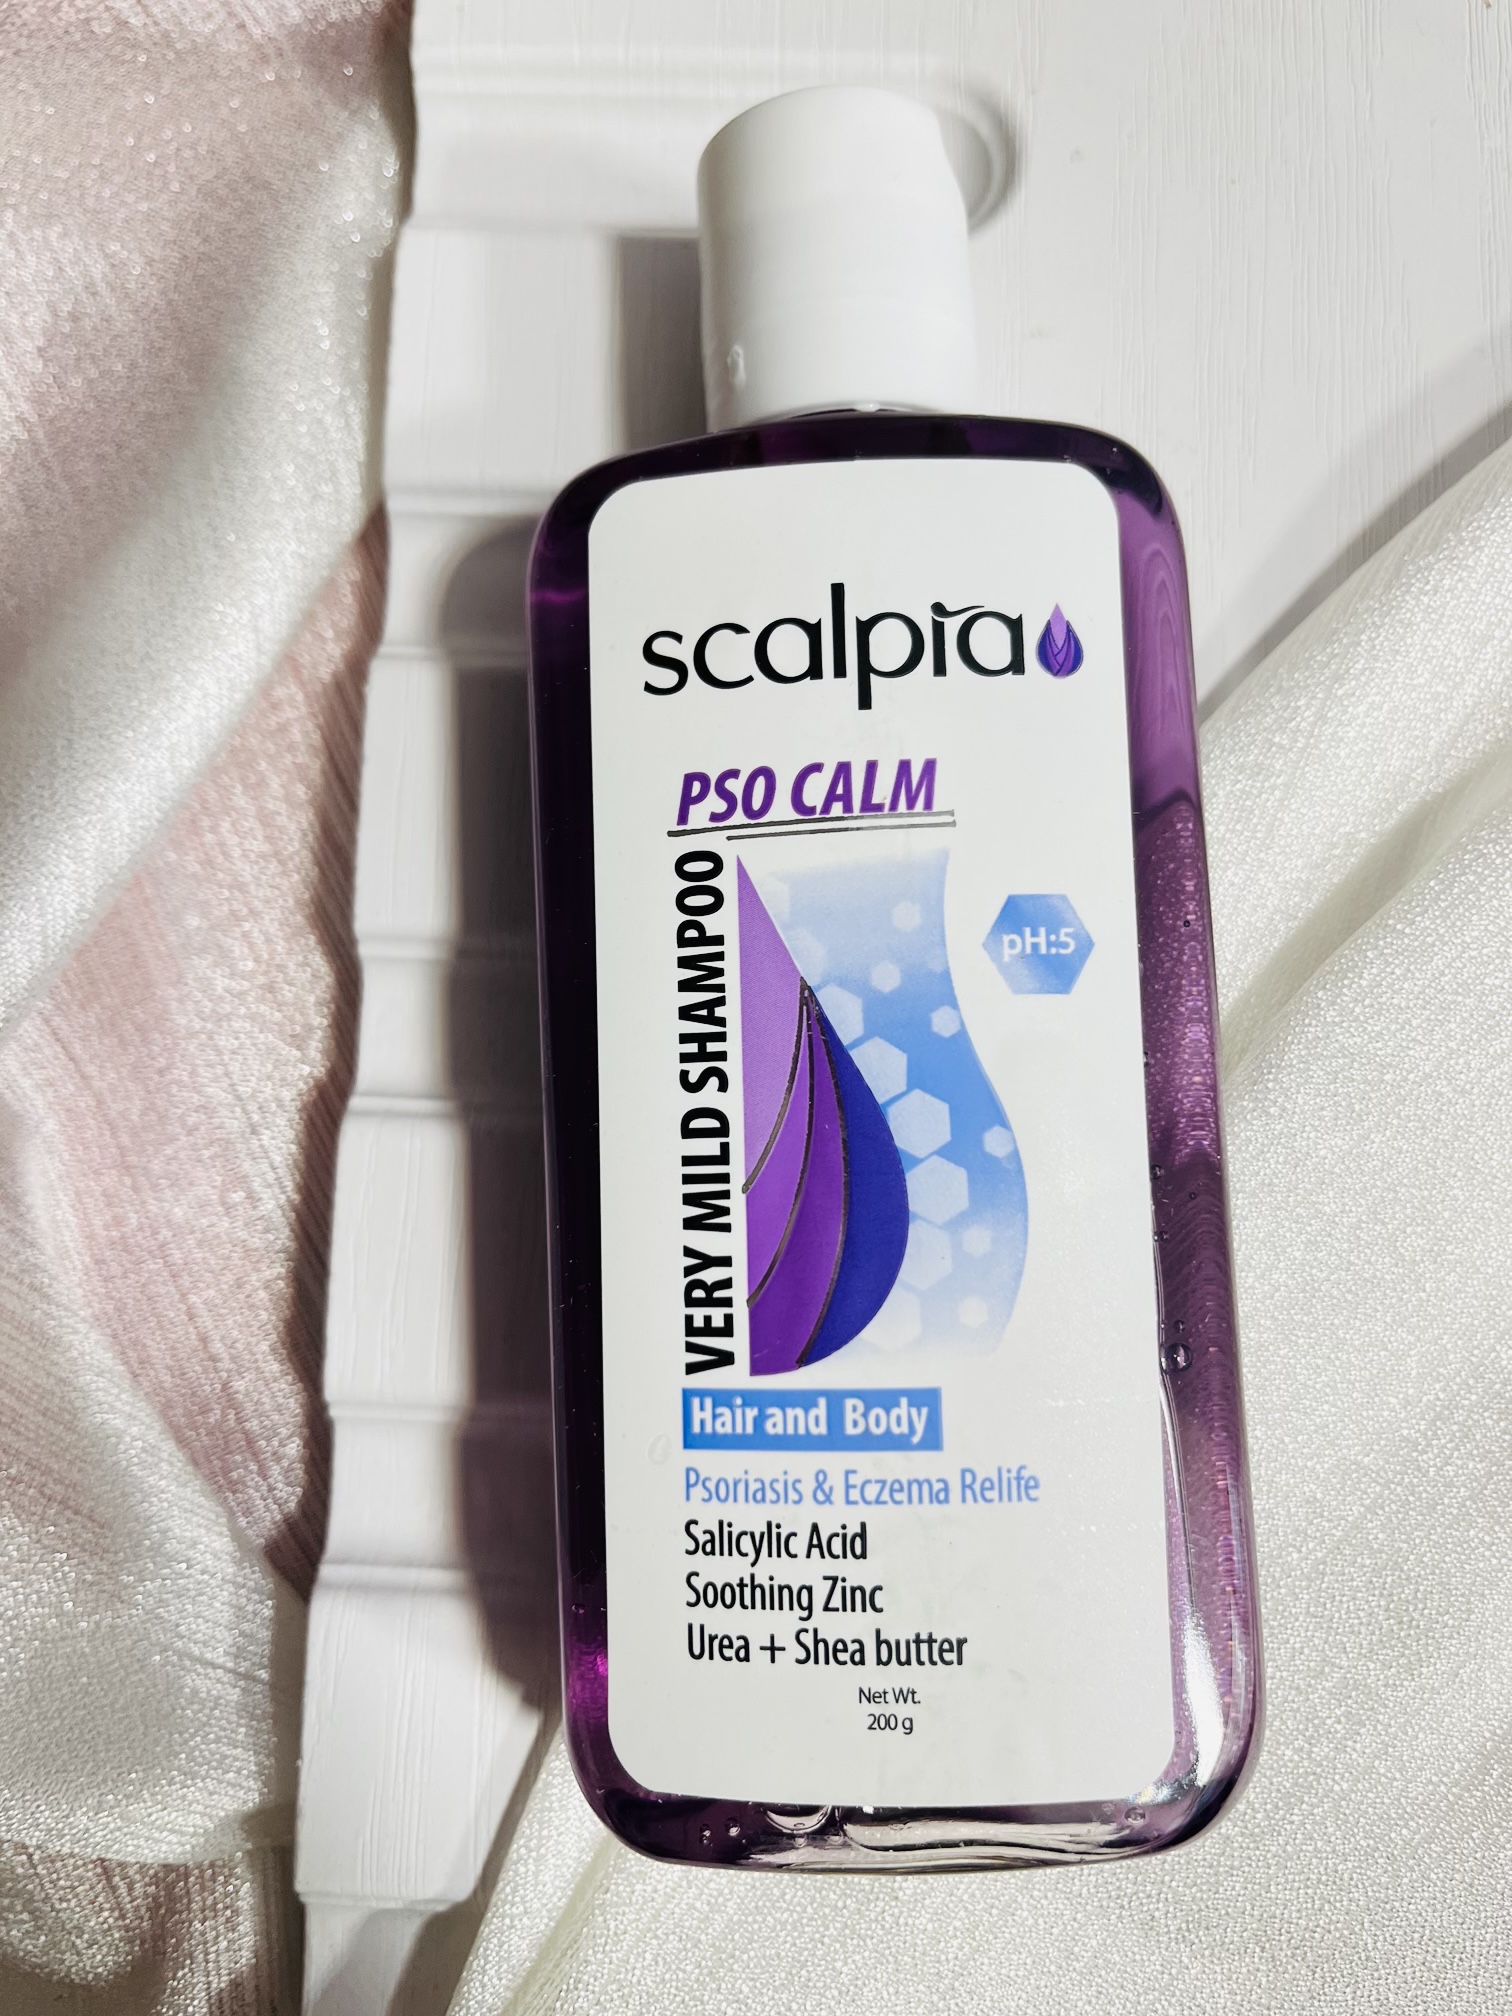 scalpia
PSO CALM
VERY MILD SHAMPOO
pH:5
Hair and Body
Psoriasis & Eczema Relife
Salicylic Acid
Soothing Zinc
Urea + Shea butter
Net Wt.
200 g